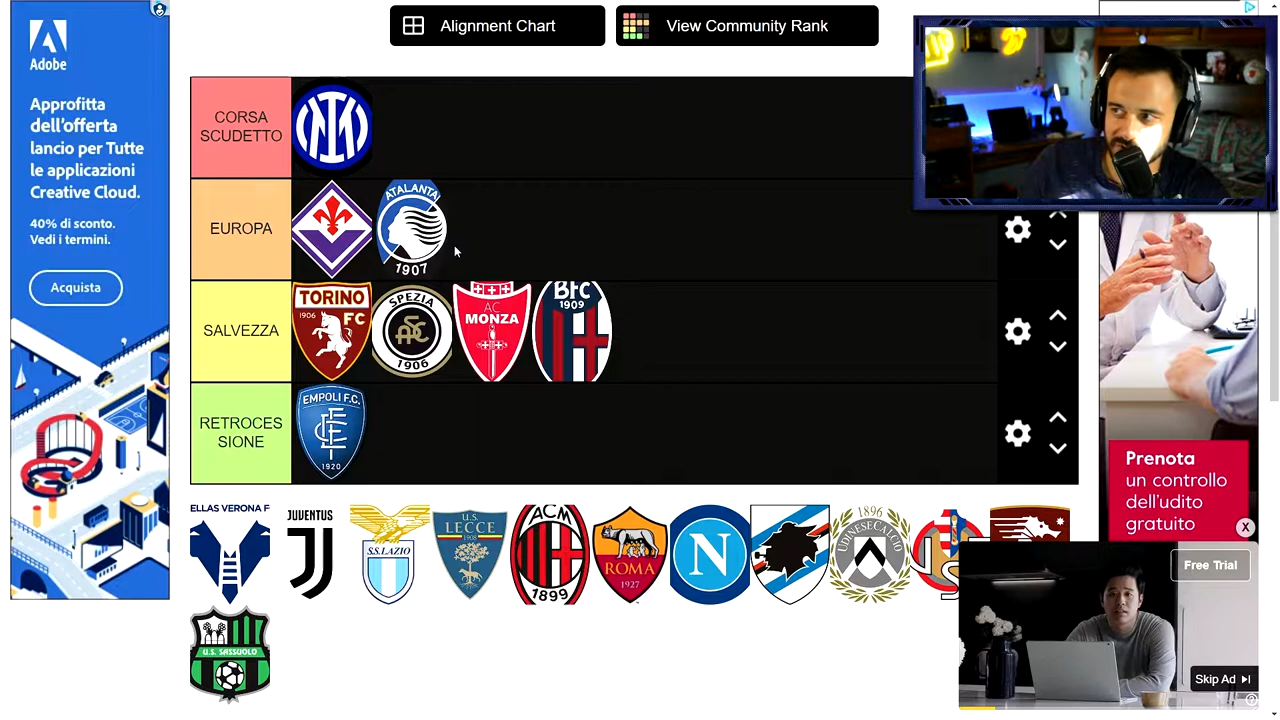 Alignment Chart
View Community Rank
Adobe
Approfitta
dell'offerta
lancio per Tutte
le applicazioni
Creative Cloud.
40% di sconto.
Vedi i termini.
Acquista
CORSA
SCUDETTO
EUROPA
ATALANTA
1907
SALVEZZA
TORINO
1906 FC
SPEZIA
ASC
1906
AC
MONZA
BFC
1909
RETROCES
SIONE
EMPOLI F.C.
1920
ELLAS VERONA F
JUVENTUS
S.S.LAZIO
U.S.
LECCE
1908
ACM
1899
ROMA
1927
N
1896
UDINESE CALCIO
U.S. SASSUOLO
Prenota
un controllo
dell'udito
gratuito
X
Free Trial
Skip Ad